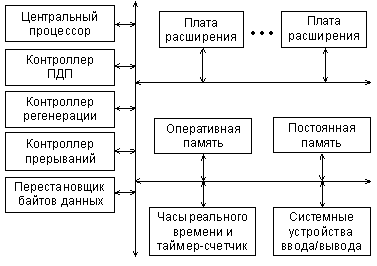 Центральный
процессор
Контроллер
ПДП
Контроллер
регенерации
Контроллер
прерываний
Перестановщик
байтов данных
Плата
расширения
Плата
расширения
Оперативная
память
Постоянная
память
Часы реального
времени и
таймер-счетчик
Системные
устройства
ввода/вывода